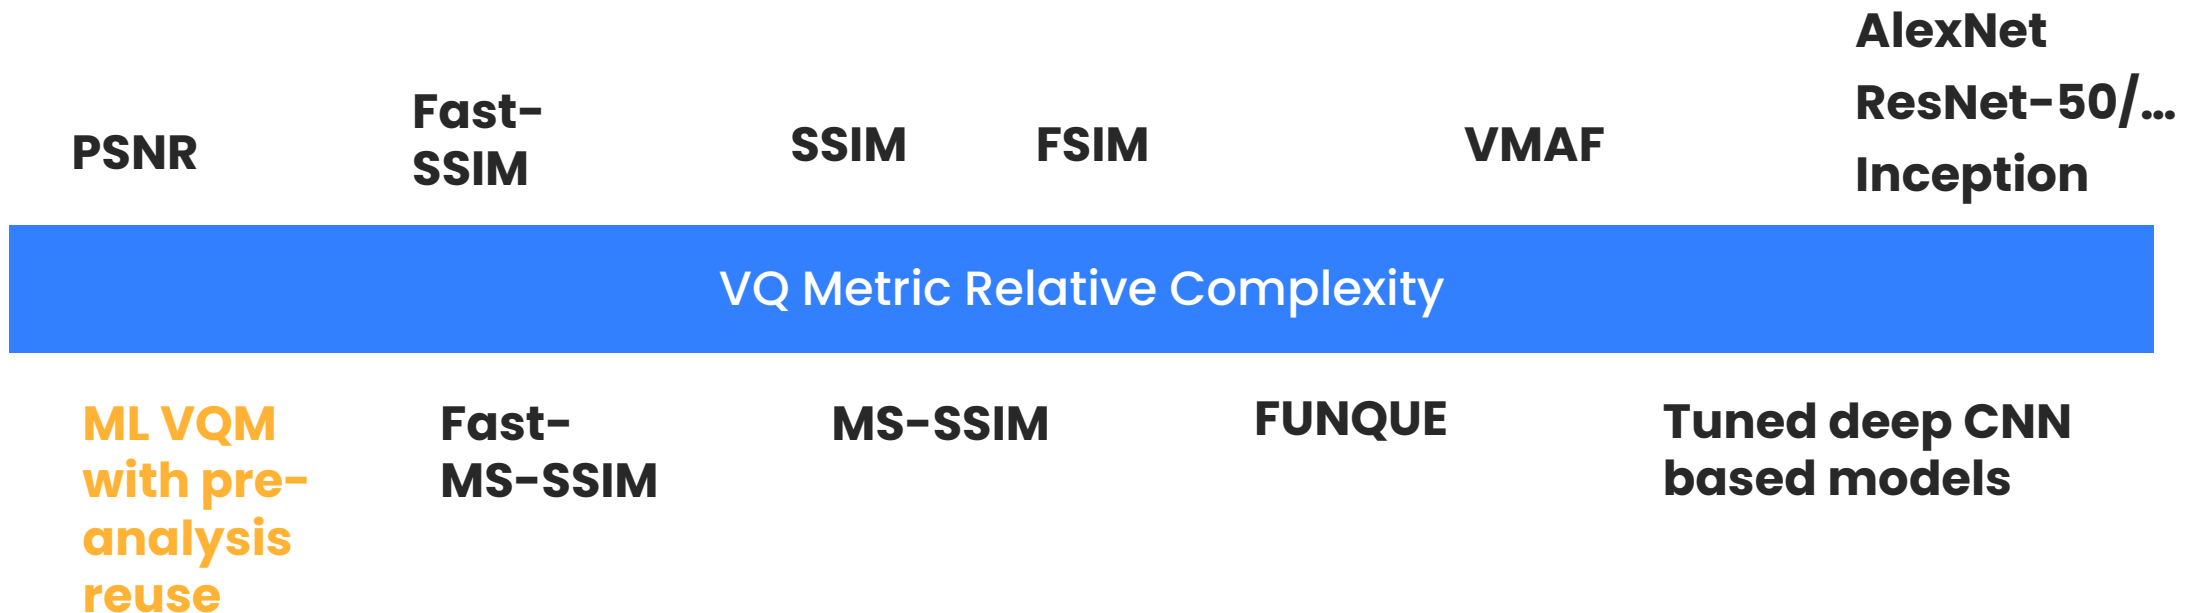 PSNR
Fast-
SSIM
SSIM
FSIM
VMAF
AlexNet
ResNet-50/…
Inception
VQ Metric Relative Complexity
ML VQM
with pre-
analysis
reuse
Fast-
MS-SSIM
MS-SSIM
FUNQUE
Tuned deep CNN
based models